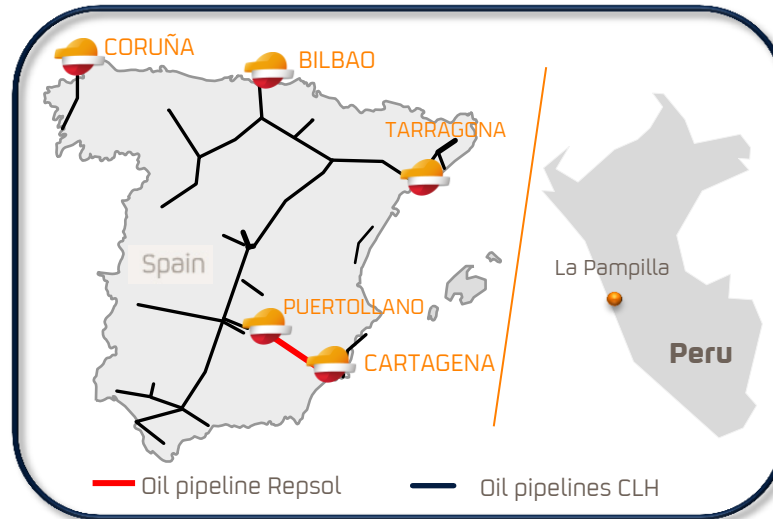 CORUÑA
BILBAO
TARRAGONA
Spain
La Pampilla
PUERTOLLANO
Peru
CARTAGENA
Oil pipeline Repsol
Oil pipelines CLH